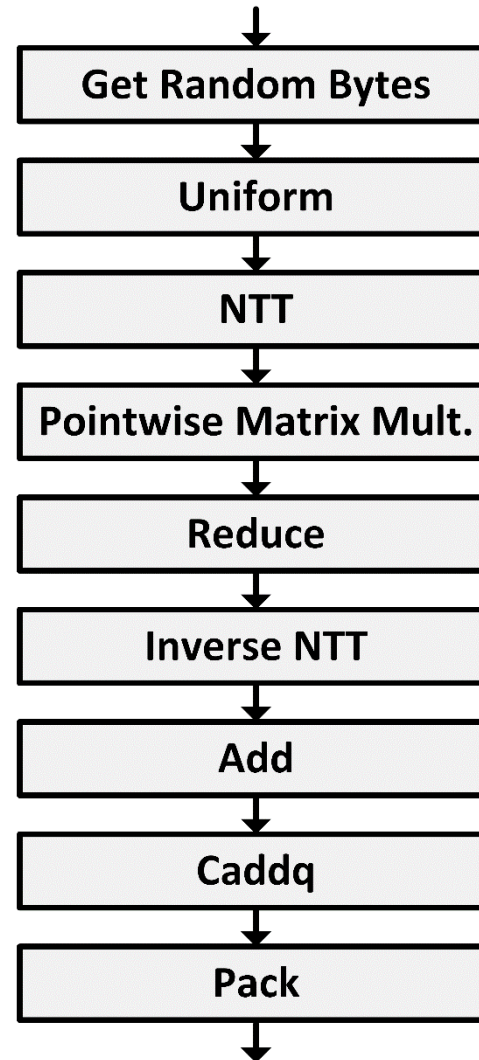 Get Random Bytes
Uniform
NTT
Pointwise Matrix Mult.
Reduce
Inverse NTT
Add
Caddq
Pack